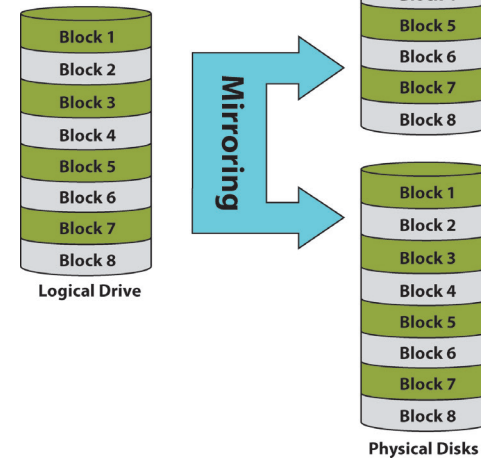 Block 1
Block 2
Block 3
Block 4
Block 5
Block 6
Block 7
Block 8
Logical Drive
Mirroring
Block 5
Block 6
Block 7
Block 8
Block 1
Block 2
Block 3
Block 4
Block 5
Block 6
Block 7
Block 8
Physical Disks